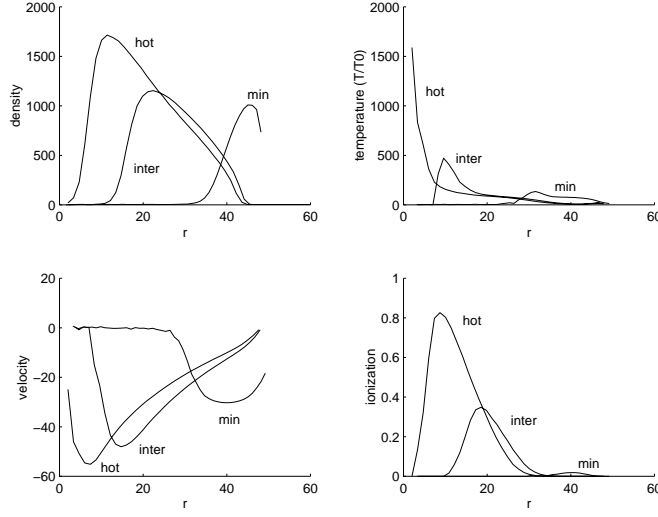 2000
1500
1000
500
0
density
0 20 40 60
r
hot
inter
min
2000
1500
1000
500
0
temperature (T/T0)
0 20 40 60
r
hot
inter
min
20
0
−20
−40
−60
velocity
0 20 40 60
r
hot
inter
min
1
0.8
0.6
0.4
0.2
0
ionization
0 20 40 60
r
hot
inter
min